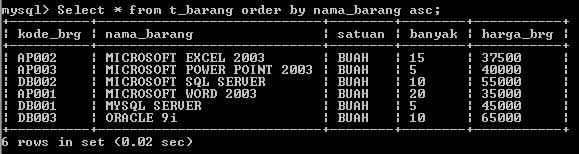 mysql> Select * from t_barang order by nama_barang asc;
+-----------+---------------------------+--------+---------+-----------+
| kode_brg | nama_barang | satuan | banyak | harga_brg |
+-----------+---------------------------+--------+---------+-----------+
| AP002 | MICROSOFT EXCEL 2003 | BUAH | 15 | 37500 |
| AP003 | MICROSOFT POWER POINT 2003 | BUAH | 5 | 40000 |
| DB002 | MICROSOFT SQL SERVER | BUAH | 10 | 55000 |
| AP001 | MICROSOFT WORD 2003 | BUAH | 20 | 35000 |
| DB001 | MYSQL SERVER | BUAH | 5 | 45000 |
| DB003 | ORACLE 9i | BUAH | 10 | 65000 |
+-----------+---------------------------+--------+---------+-----------+
6 rows in set (0.02 sec)